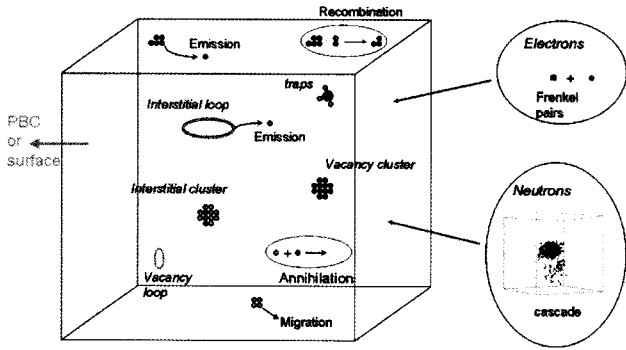 Recombination
Emission
Electrons
+
Frenkel
pairs
traps
Interstitial loop
Emission
PBC
or
surface
Vacancy cluster
Interstitial cluster
Neutrons
+
Annihilation
Vacancy
loop
Migration
cascade